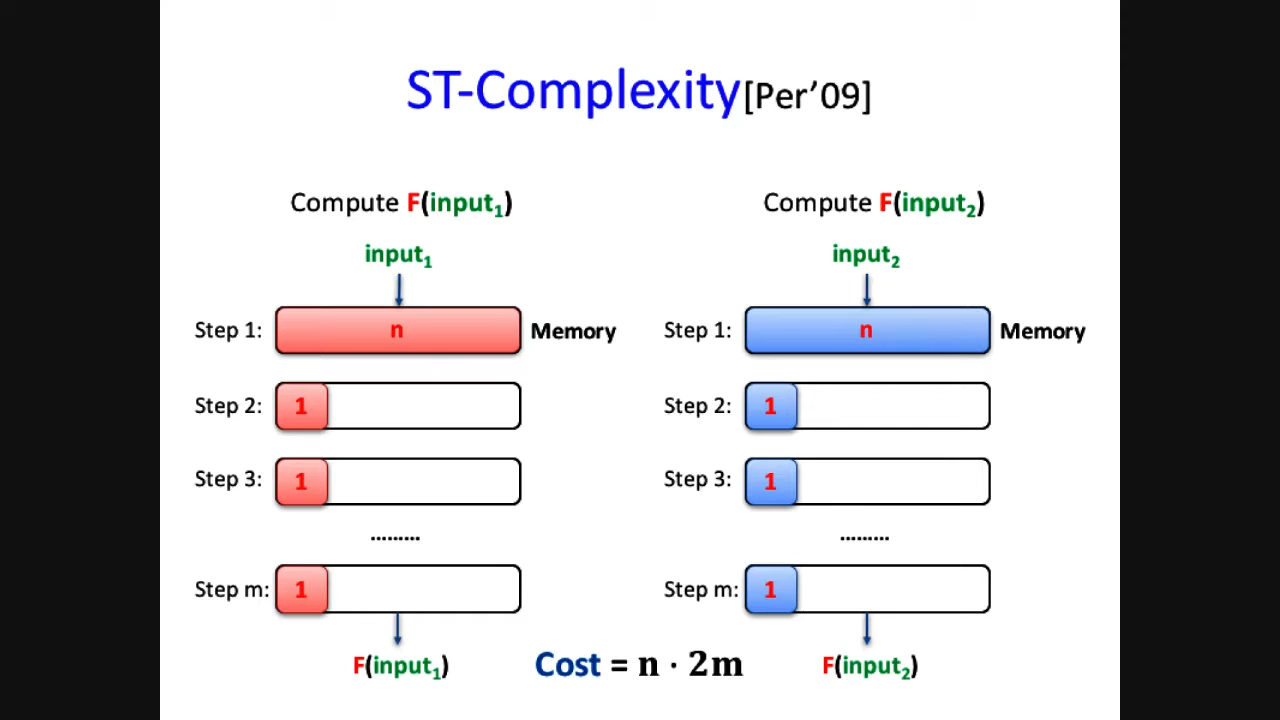 ST-Complexity[Per’09]
Compute F(input₁)
input₁
Step 1: n Memory
Step 2: 1
Step 3: 1
.........
Step m: 1
F(input₁)
Compute F(input₂)
input₂
Step 1: n Memory
Step 2: 1
Step 3: 1
.........
Step m: 1
F(input₂)
Cost = n · 2m